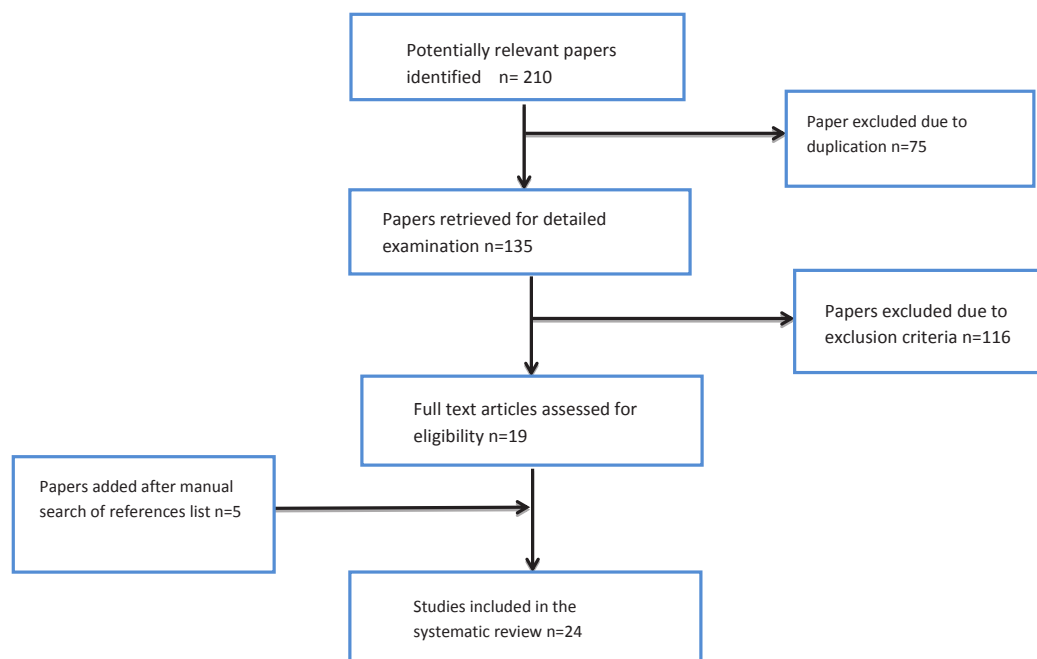 Potentially relevant papers
identified n= 210
Paper excluded due to
duplication n=75
Papers retrieved for detailed
examination n=135
Papers excluded due to
exclusion criteria n=116
Full text articles assessed for
eligibility n=19
Papers added after manual
search of references list n=5
Studies included in the
systematic review n=24